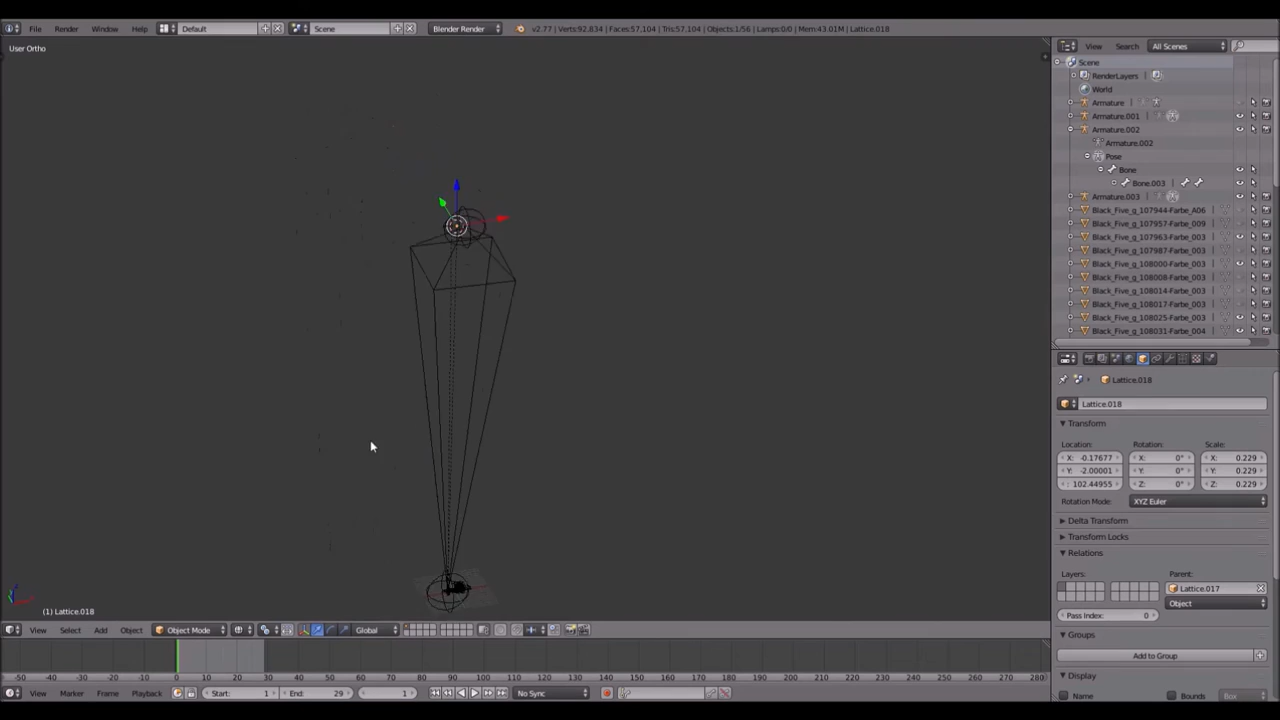 File Render Window Help Default Scene Blender Render v2.77 | Verts:92,834 | Faces:57,104 | Tris:57,104 | Objects:1/56 | Lamps:0/0 | Mem:43.01M | Lattice.018
User Ortho
View Search All Scenes
Scene
RenderLayers
World
Armature
Armature.001
Armature.002
Armature.002
Pose
Bone
Bone.003
Armature.003
Black_Five_g_107944-Farbe_A06
Black_Five_g_107957-Farbe_009
Black_Five_g_107963-Farbe_003
Black_Five_g_107987-Farbe_003
Black_Five_g_108000-Farbe_003
Black_Five_g_108008-Farbe_003
Black_Five_g_108014-Farbe_003
Black_Five_g_108017-Farbe_003
Black_Five_g_108025-Farbe_003
Black_Five_g_108031-Farbe_004
Lattice.018
Lattice.018
Transform
Location: Rotation: Scale:
X: -0.17677 X: 0° X: 0.229
Y: -2.00001 Y: 0° Y: 0.229
: 102.44955 Z: 0° Z: 0.229
Rotation Mode: XYZ Euler
Delta Transform
Transform Locks
Relations
Layers: Parent:
Lattice.017
Object
Pass Index: 0
Groups
Add to Group
Display
Name Bounds Box
(1) Lattice.018
View Select Add Object Object Mode Global
-50 -40 -30 -20 -10 0 10 20 30 40 50 60 70 80 90 100 110 120 130 140 150 160 170 180 190 200 210 220 230 240 250 260 270 280
View Marker Frame Playback Start: 1 End: 29 1 No Sync